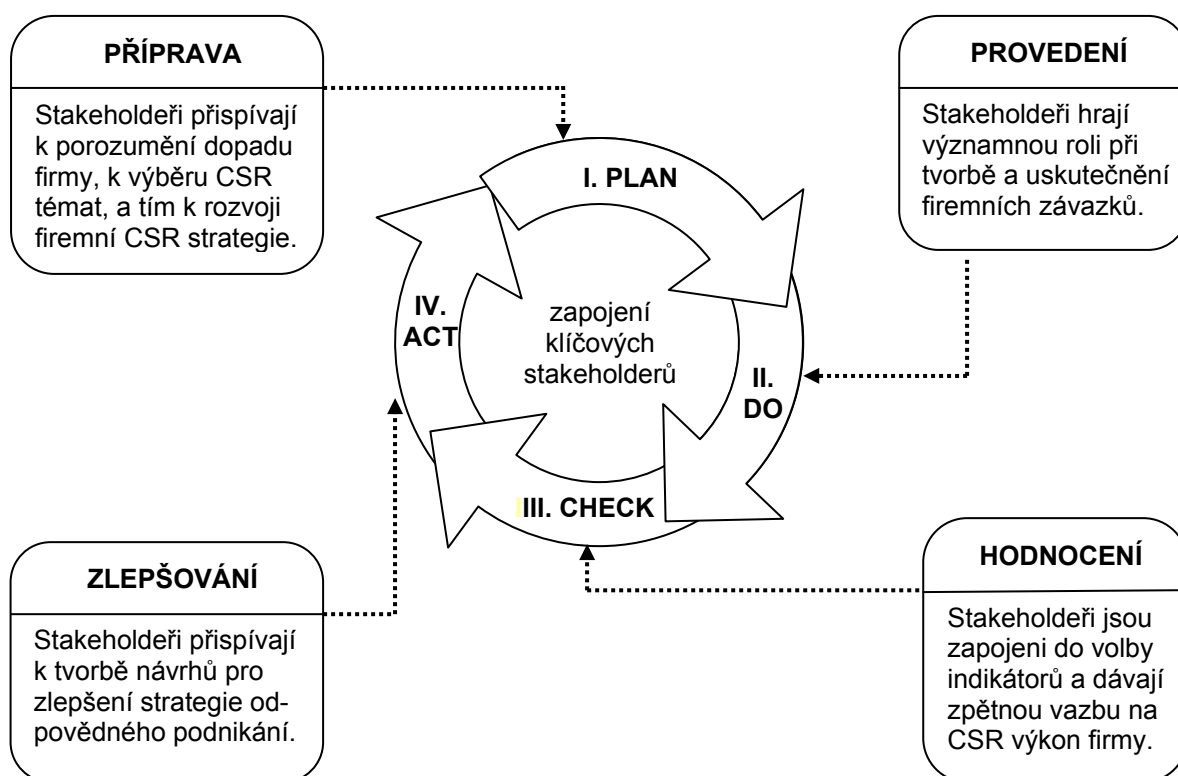 PŘÍPRAVA
Stakeholdeři přispívají
k porozumění dopadu
firmy, k výběru CSR
témat, a tím k rozvoji
firemní CSR strategie.
PROVEDENÍ
Stakeholdeři hrají
významnou roli při
tvorbě a uskutečnění
firemních závazků.
I. PLAN
II.
DO
III. CHECK
IV.
ACT
zapojení
klíčových
stakeholderů
ZLEPŠOVÁNÍ
Stakeholdeři přispívají
k tvorbě návrhů pro
zlepšení strategie od-
povědného podnikání.
HODNOCENÍ
Stakeholdeři jsou
zapojeni do volby
indikátorů a dávají
zpětnou vazbu na
CSR výkon firmy.